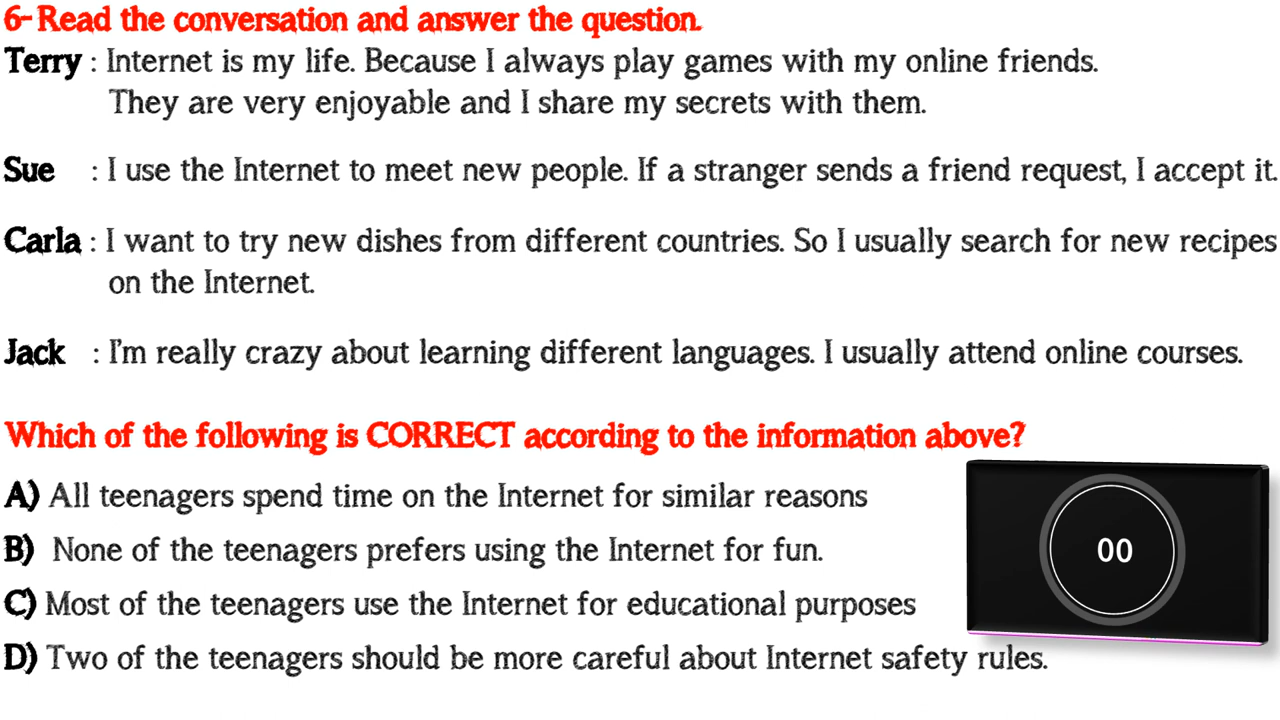 6- Read the conversation and answer the question.
Terry : Internet is my life. Because I always play games with my online friends.
They are very enjoyable and I share my secrets with them.
Sue : I use the Internet to meet new people. If a stranger sends a friend request, I accept it.
Carla : I want to try new dishes from different countries. So I usually search for new recipes
on the Internet.
Jack : I'm really crazy about learning different languages. I usually attend online courses.
Which of the following is CORRECT according to the information above?
A) All teenagers spend time on the Internet for similar reasons
B) None of the teenagers prefers using the Internet for fun.
C) Most of the teenagers use the Internet for educational purposes
D) Two of the teenagers should be more careful about Internet safety rules.
00